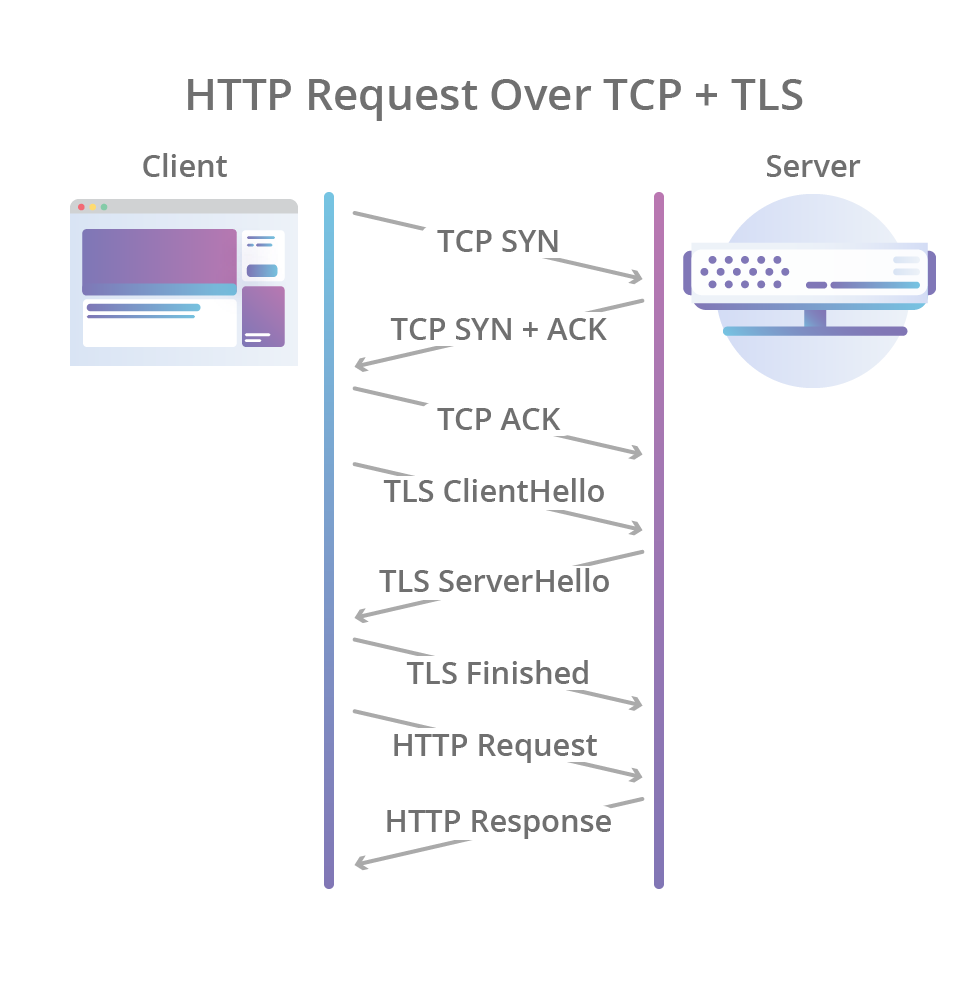 HTTP Request Over TCP + TLS
Client
Server
TCP SYN
TCP SYN + ACK
TCP ACK
TLS ClientHello
TLS ServerHello
TLS Finished
HTTP Request
HTTP Response